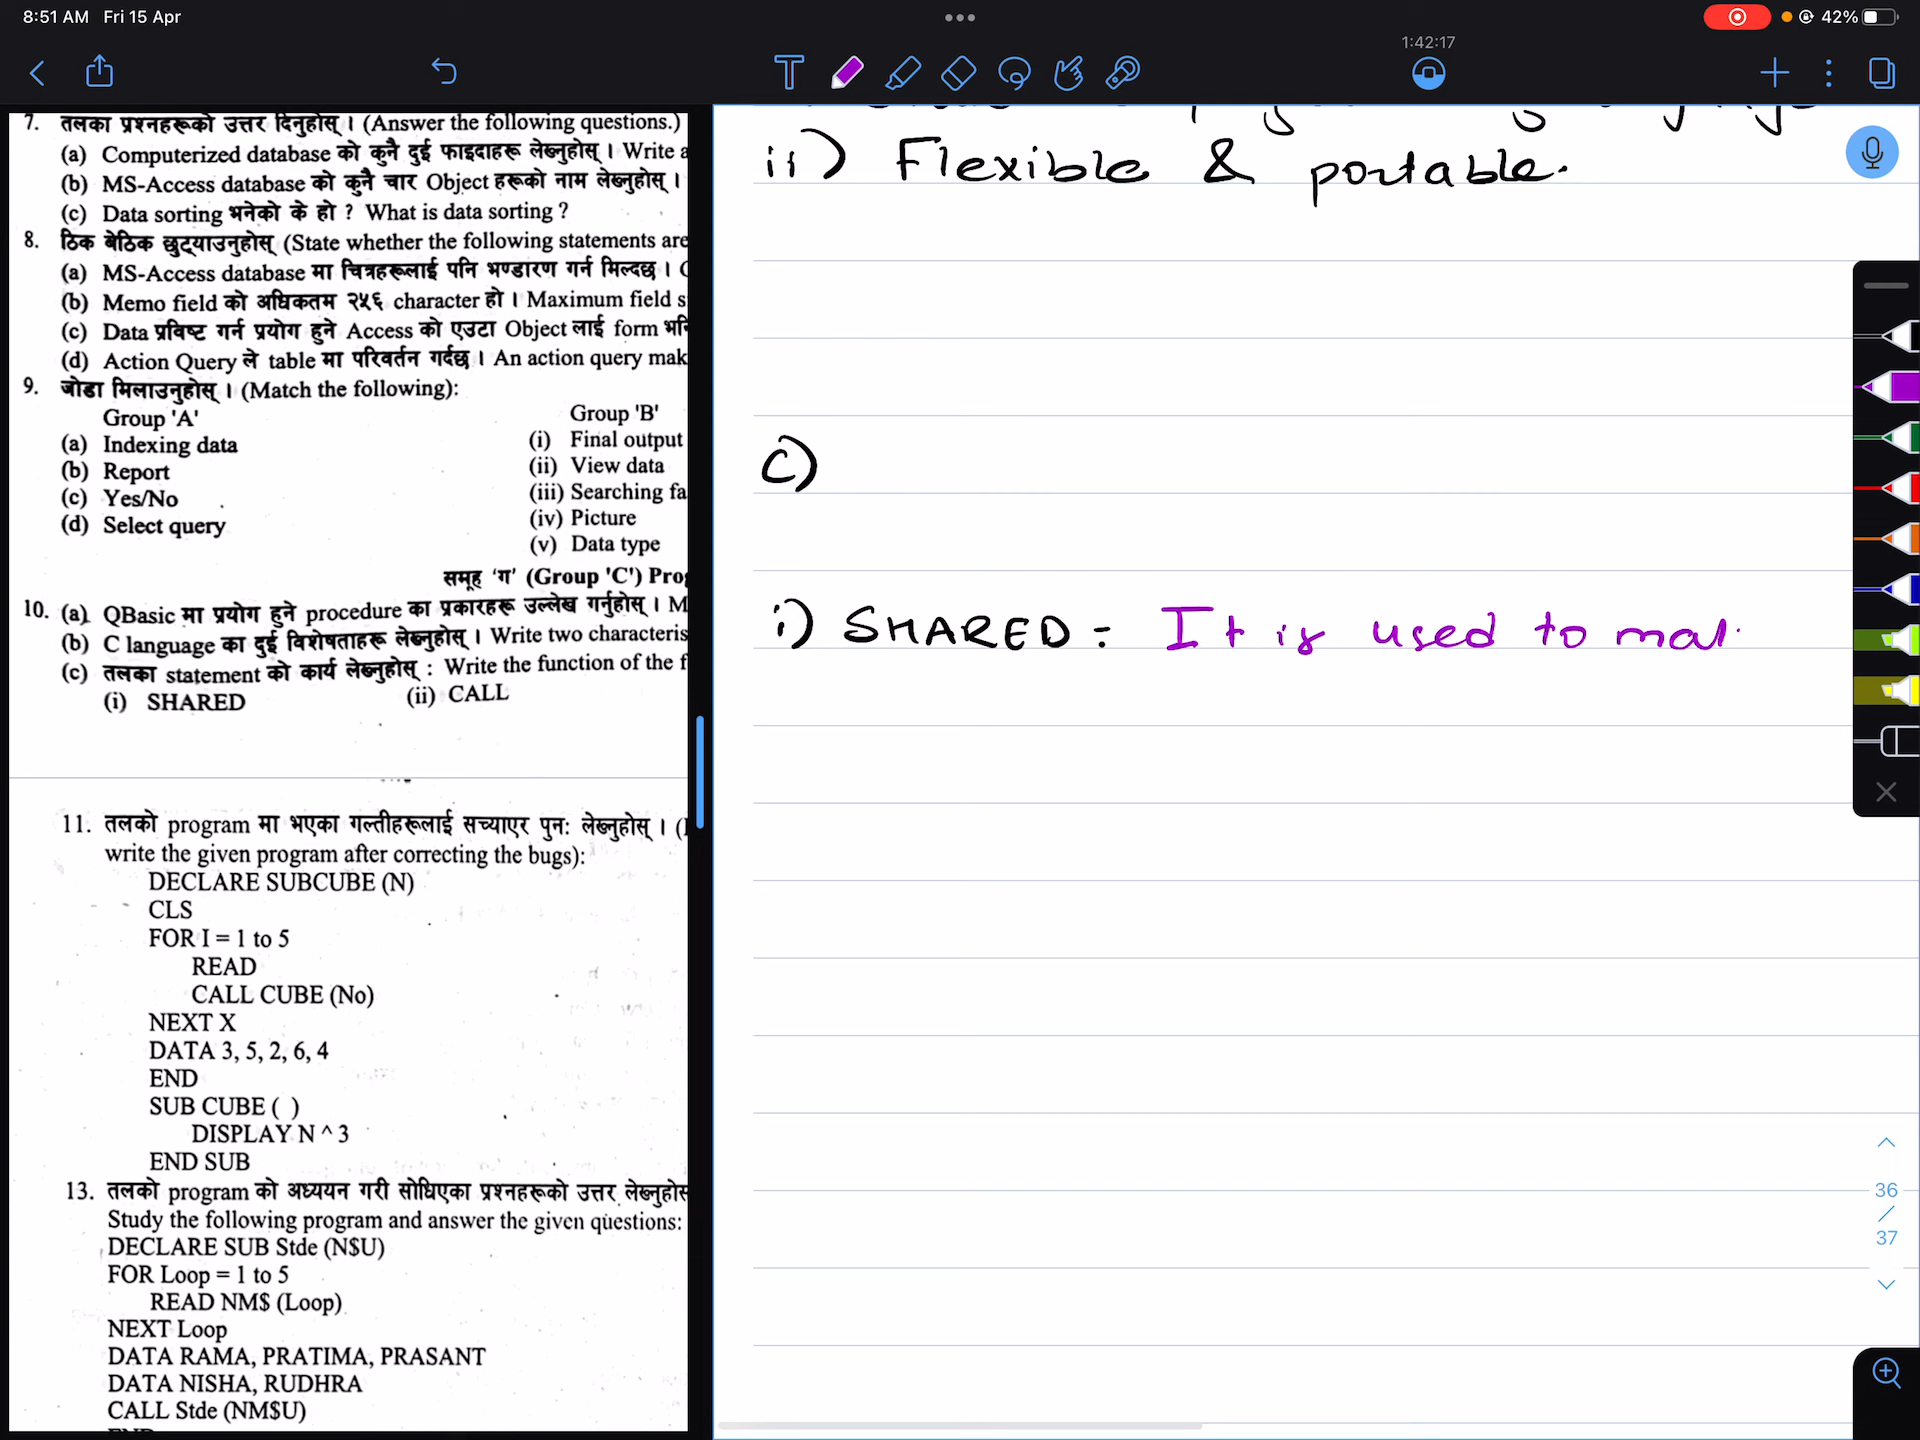 8:51 AM Fri 15 Apr
42%
1:42:17
7. तलका प्रश्नहरूको उत्तर दिनुहोस् । (Answer the following questions.)
(a) Computerized database को कुनै दुई फाइदाहरू लेख्नुहोस् । Write a
(b) MS-Access database को कुनै चार Object हरूको नाम लेख्नुहोस् ।
(c) Data sorting भनेको के हो ? What is data sorting ?
8. ठिक बेठिक छुट्याउनुहोस् (State whether the following statements are
(a) MS-Access database मा चित्रहरूलाई पनि भण्डारण गर्न मिल्दछ ।
(b) Memo field को अधिकतम २५६ character हो । Maximum field s
(c) Data प्रविष्ट गर्न प्रयोग हुने Access को एउटा Object लाई form भनि
(d) Action Query ले table मा परिवर्तन गर्दछ । An action query mak
9. जोडा मिलाउनुहोस् । (Match the following):
Group 'A' Group 'B'
(a) Indexing data (i) Final output
(b) Report (ii) View data
(c) Yes/No (iii) Searching fa
(d) Select query (iv) Picture
(v) Data type
समूह 'ग' (Group 'C') Pro
10. (a) QBasic मा प्रयोग हुने procedure का प्रकारहरू उल्लेख गर्नुहोस् । M
(b) C language का दुई विशेषताहरू लेख्नुहोस् । Write two characteris
(c) तलका statement को कार्य लेख्नुहोस् : Write the function of the f
(i) SHARED (ii) CALL
11. तलको program मा भएका गल्तीहरूलाई सच्याएर पुन: लेख्नुहोस् । (
write the given program after correcting the bugs):
DECLARE SUBCUBE (N)
CLS
FOR I = 1 to 5
READ
CALL CUBE (No)
NEXT X
DATA 3, 5, 2, 6, 4
END
SUB CUBE ( )
DISPLAY N ^ 3
END SUB
13. तलको program को अध्ययन गरी सोधिएका प्रश्नहरूको उत्तर लेख्नुहोस्
Study the following program and answer the given questions:
DECLARE SUB Stde (N$U)
FOR Loop = 1 to 5
READ NM$ (Loop)
NEXT Loop
DATA RAMA, PRATIMA, PRASANT
DATA NISHA, RUDHRA
CALL Stde (NM$U)
ii) Flexible & portable.
c)
i) SHARED : It is used to mal
36
/
37